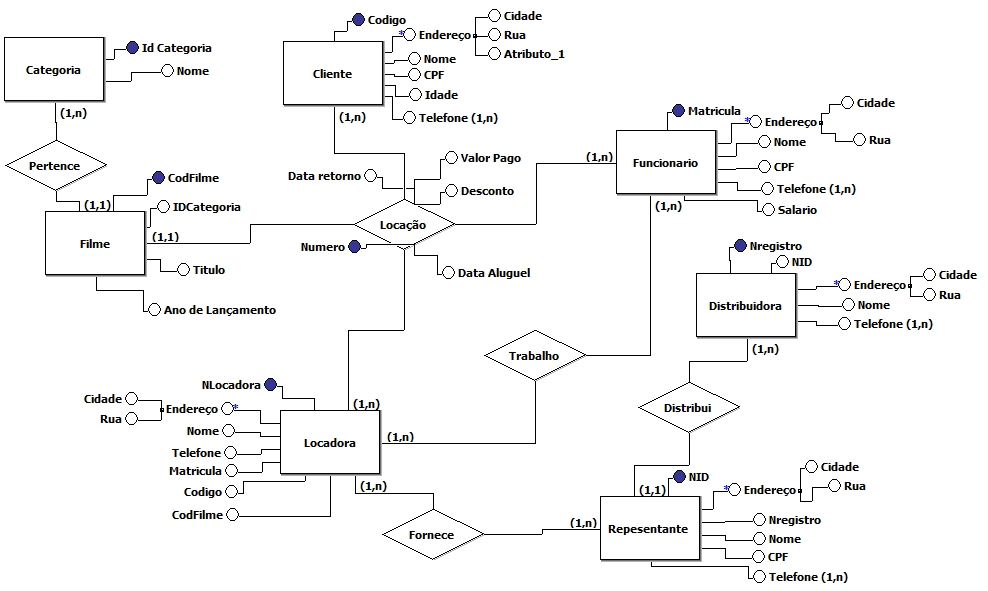 Codigo
Cidade
Endereço
Rua
Atributo_1
Id Categoria
Categoria
Nome
Cliente
Nome
CPF
Idade
Telefone (1,n)
(1,n)
(1,n)
Matricula
Cidade
Endereço
Rua
Nome
Funcionario
CPF
Telefone (1,n)
Salario
(1,n)
(1,n)
Pertence
Valor Pago
Data retorno
Desconto
CodFilme
(1,1)
IDCategoria
Locação
(1,1)
Filme
Numero
Titulo
Data Aluguel
Ano de Lançamento
Nregistro
NID
Cidade
Endereço
Rua
Distribuidora
Nome
Telefone (1,n)
(1,n)
Trabalho
Distribui
NLocadora
Cidade
Endereço
Rua
(1,n)
Nome
(1,n)
Locadora
Telefone
Matricula
Codigo
(1,n)
CodFilme
Fornece
(1,n)
NID
(1,1)
Cidade
Endereço
Rua
Nregistro
Repesentante
Nome
CPF
Telefone (1,n)